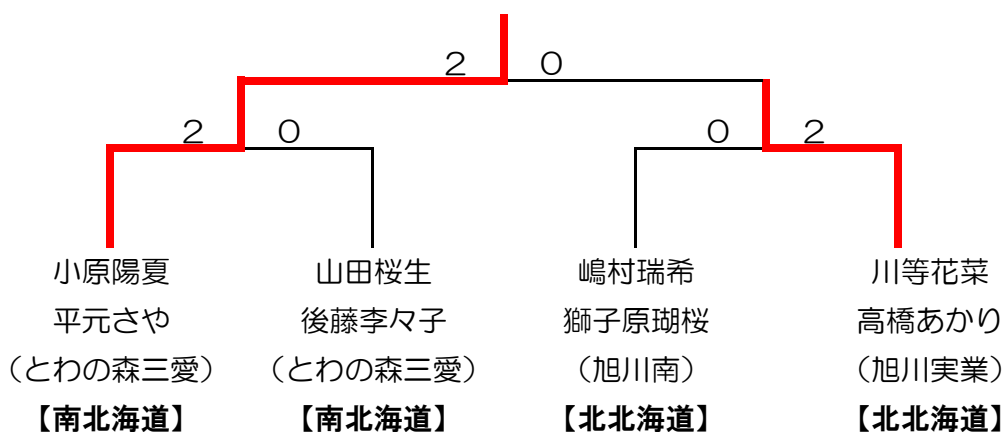 ２ ０
２ ０ ０ ２
小原陽夏 山田桜生 嶋村瑞希 川等花菜
平元さや 後藤李々子 獅子原瑚桜 高橋あかり
（とわの森三愛） （とわの森三愛） （旭川南） （旭川実業）
【南北海道】 【南北海道】 【北北海道】 【北北海道】